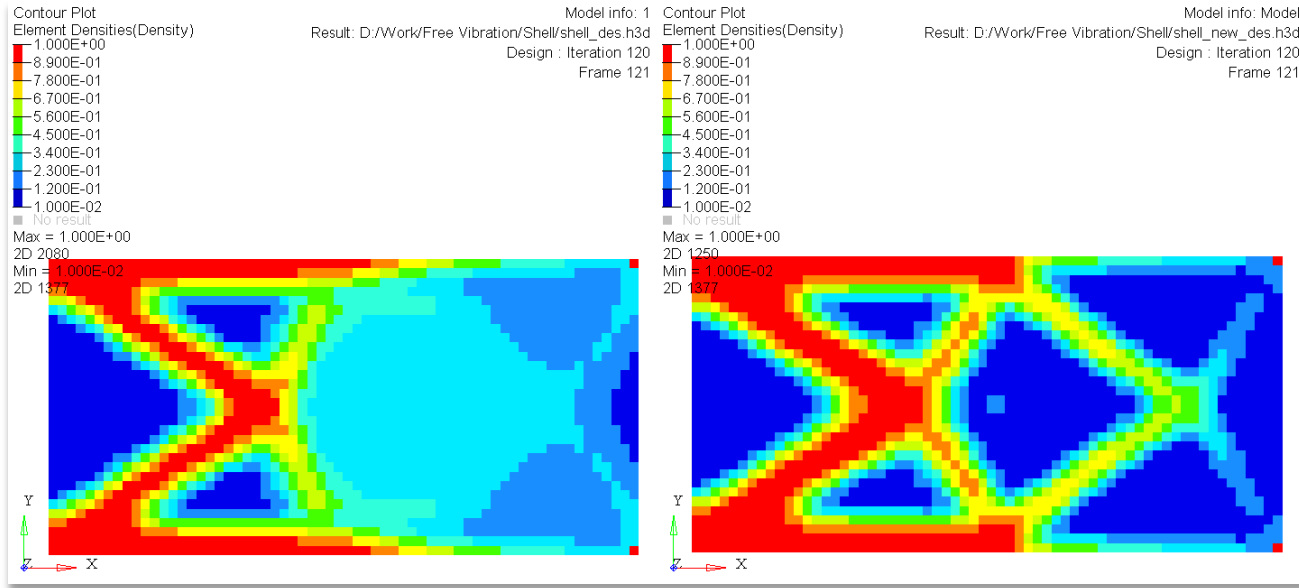 Contour Plot
Element Densities(Density)
1.000E+00
8.900E-01
7.800E-01
6.700E-01
5.600E-01
4.500E-01
3.400E-01
2.300E-01
1.200E-01
1.000E-02
No result
Max = 1.000E+00
2D 2080
Min = 1.000E-02
2D 1377
Model info: 1
Result: D:/Work/Free Vibration/Shell/shell_des.h3d
Design : Iteration 120
Frame 121
Y
Z X
Contour Plot
Element Densities(Density)
1.000E+00
8.900E-01
7.800E-01
6.700E-01
5.600E-01
4.500E-01
3.400E-01
2.300E-01
1.200E-01
1.000E-02
No result
Max = 1.000E+00
2D 1250
Min = 1.000E-02
2D 1377
Model info: Model
Result: D:/Work/Free Vibration/Shell/shell_new_des.h3d
Design : Iteration 120
Frame 121
Y
Z X